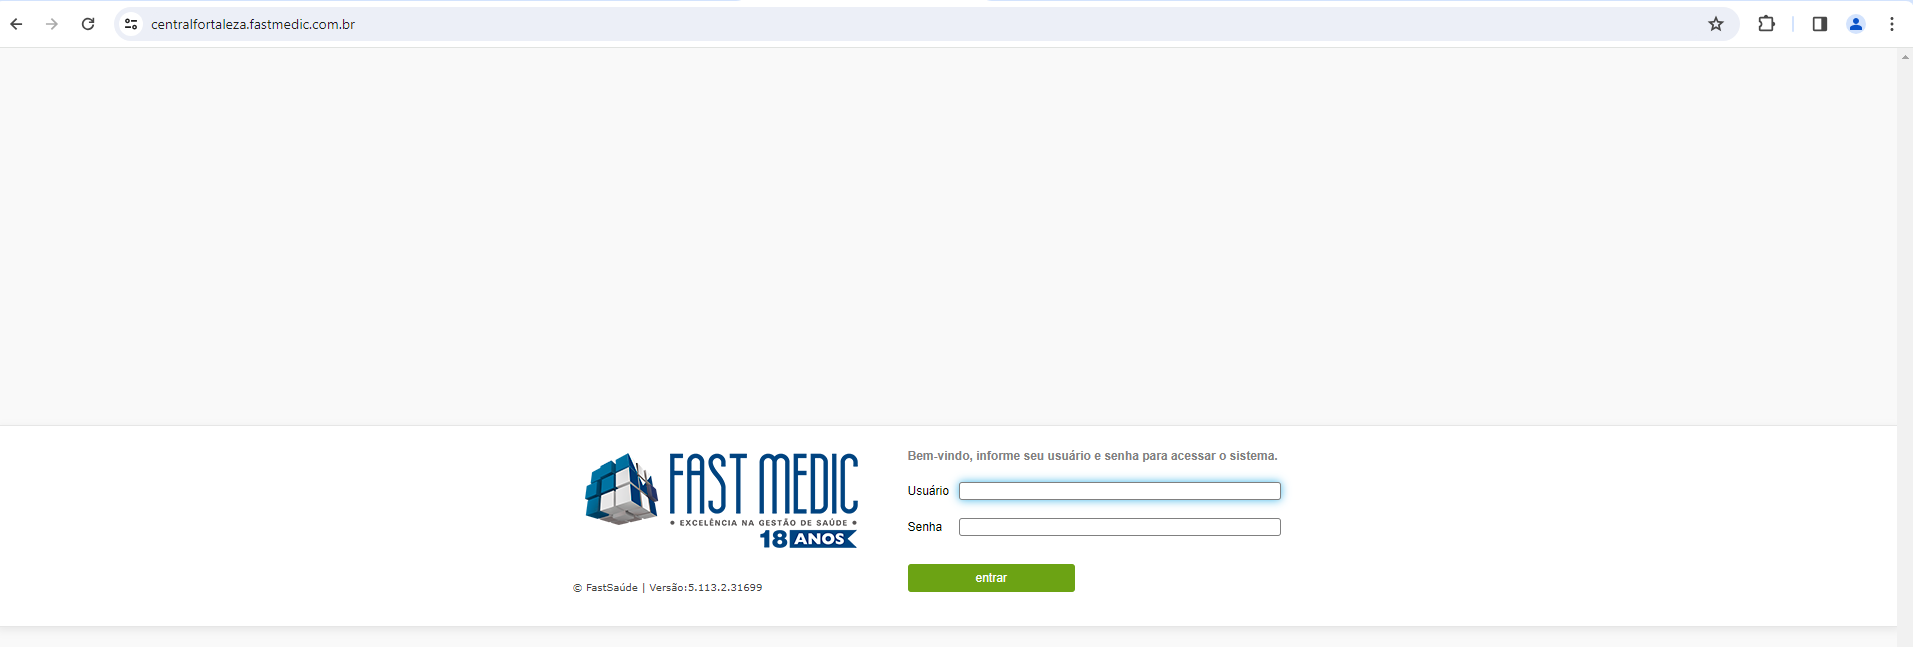 centralfortaleza.fastmedic.com.br
FAST MEDIC
• EXCELÊNCIA NA GESTÃO DE SAÚDE •
18 ANOS
© FastSaúde | Versão:5.113.2.31699
Bem-vindo, informe seu usuário e senha para acessar o sistema.
Usuário
Senha
entrar